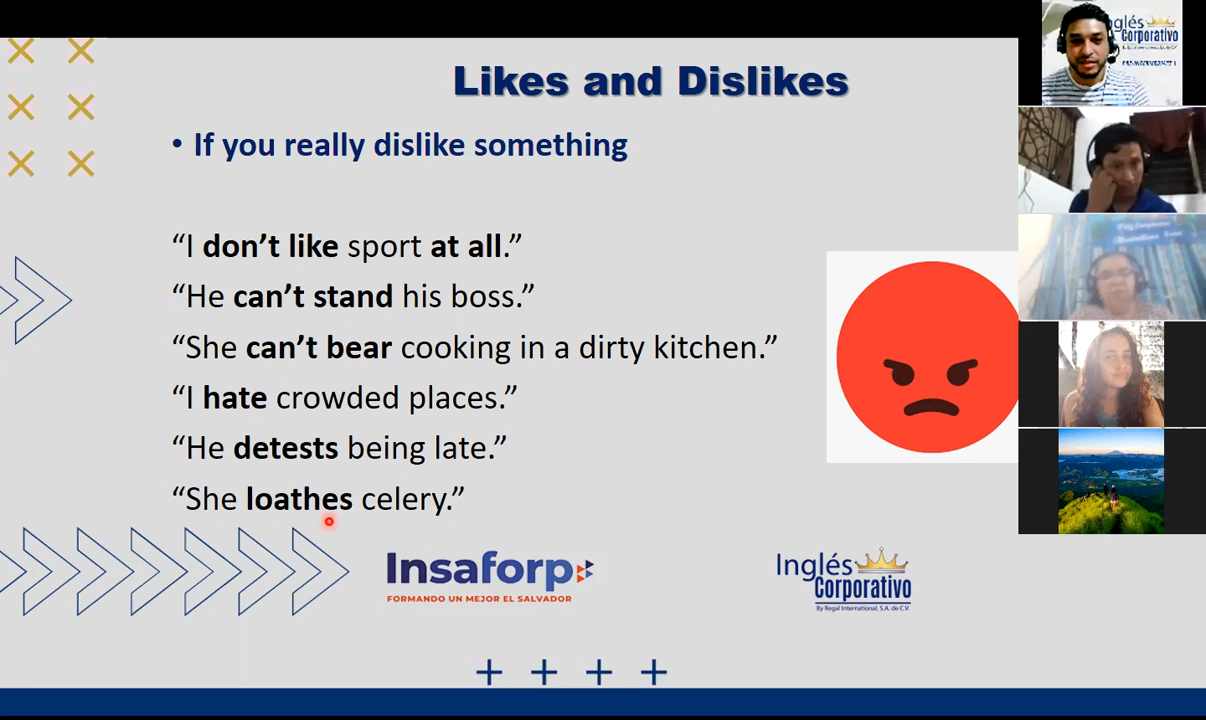 Likes and Dislikes
• If you really dislike something
“I don’t like sport at all.”
“He can’t stand his boss.”
“She can’t bear cooking in a dirty kitchen.”
“I hate crowded places.”
“He detests being late.”
“She loathes celery.”
Insaforp
FORMANDO UN MEJOR EL SALVADOR
Inglés
Corporativo
By Regal International, S.A. de C.V.
glés
Corporativo